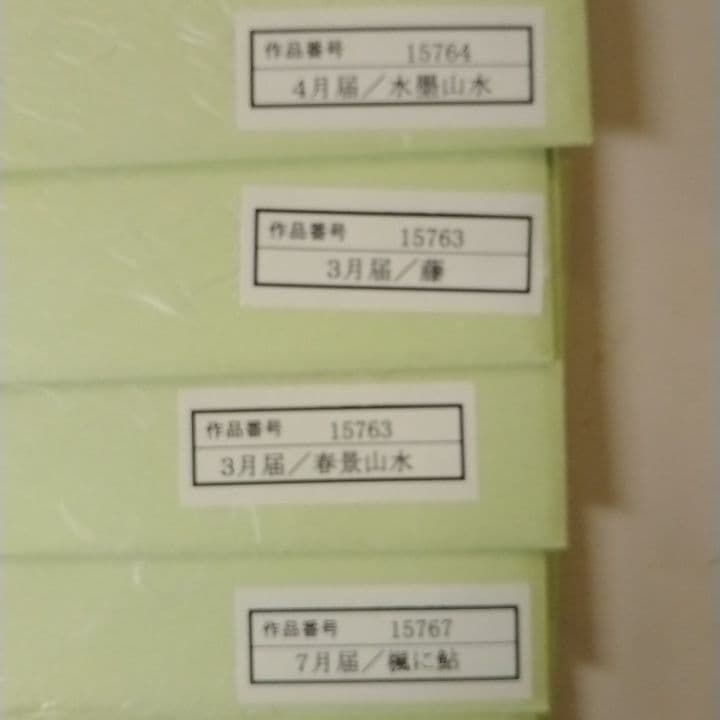 作品番号 15764
4月届／水墨山水
作品番号 15763
3月届／藤
作品番号 15763
3月届／春景山水
作品番号 15767
7月届／楓に鮎